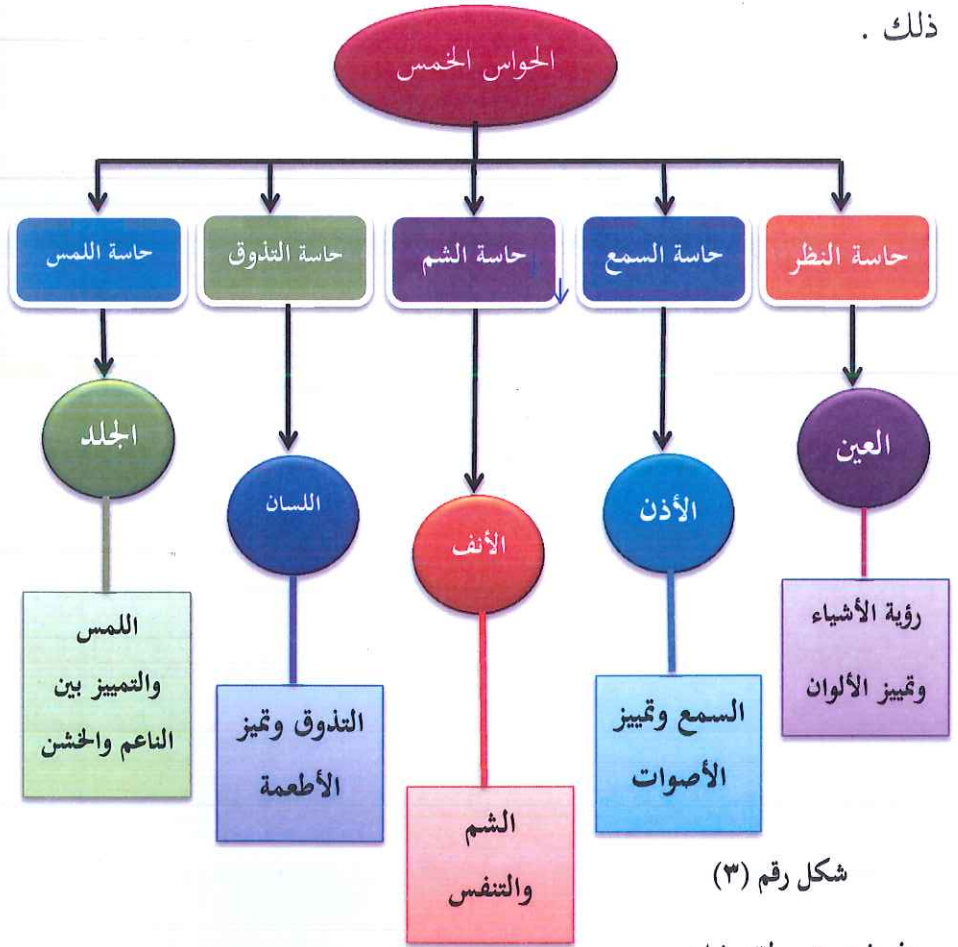 ذلك .
الحواس الخمس
حاسة النظر
حاسة السمع
حاسة الشم
حاسة التذوق
حاسة اللمس
العين
الأذن
الأنف
اللسان
الجلد
رؤية الأشياء
وتمييز الألوان
السمع وتمييز
الأصوات
الشم
والتنفس
التذوق وتميز
الأطعمة
اللمس
والتمييز بين
الناعم والخشن
شكل رقم (٣)